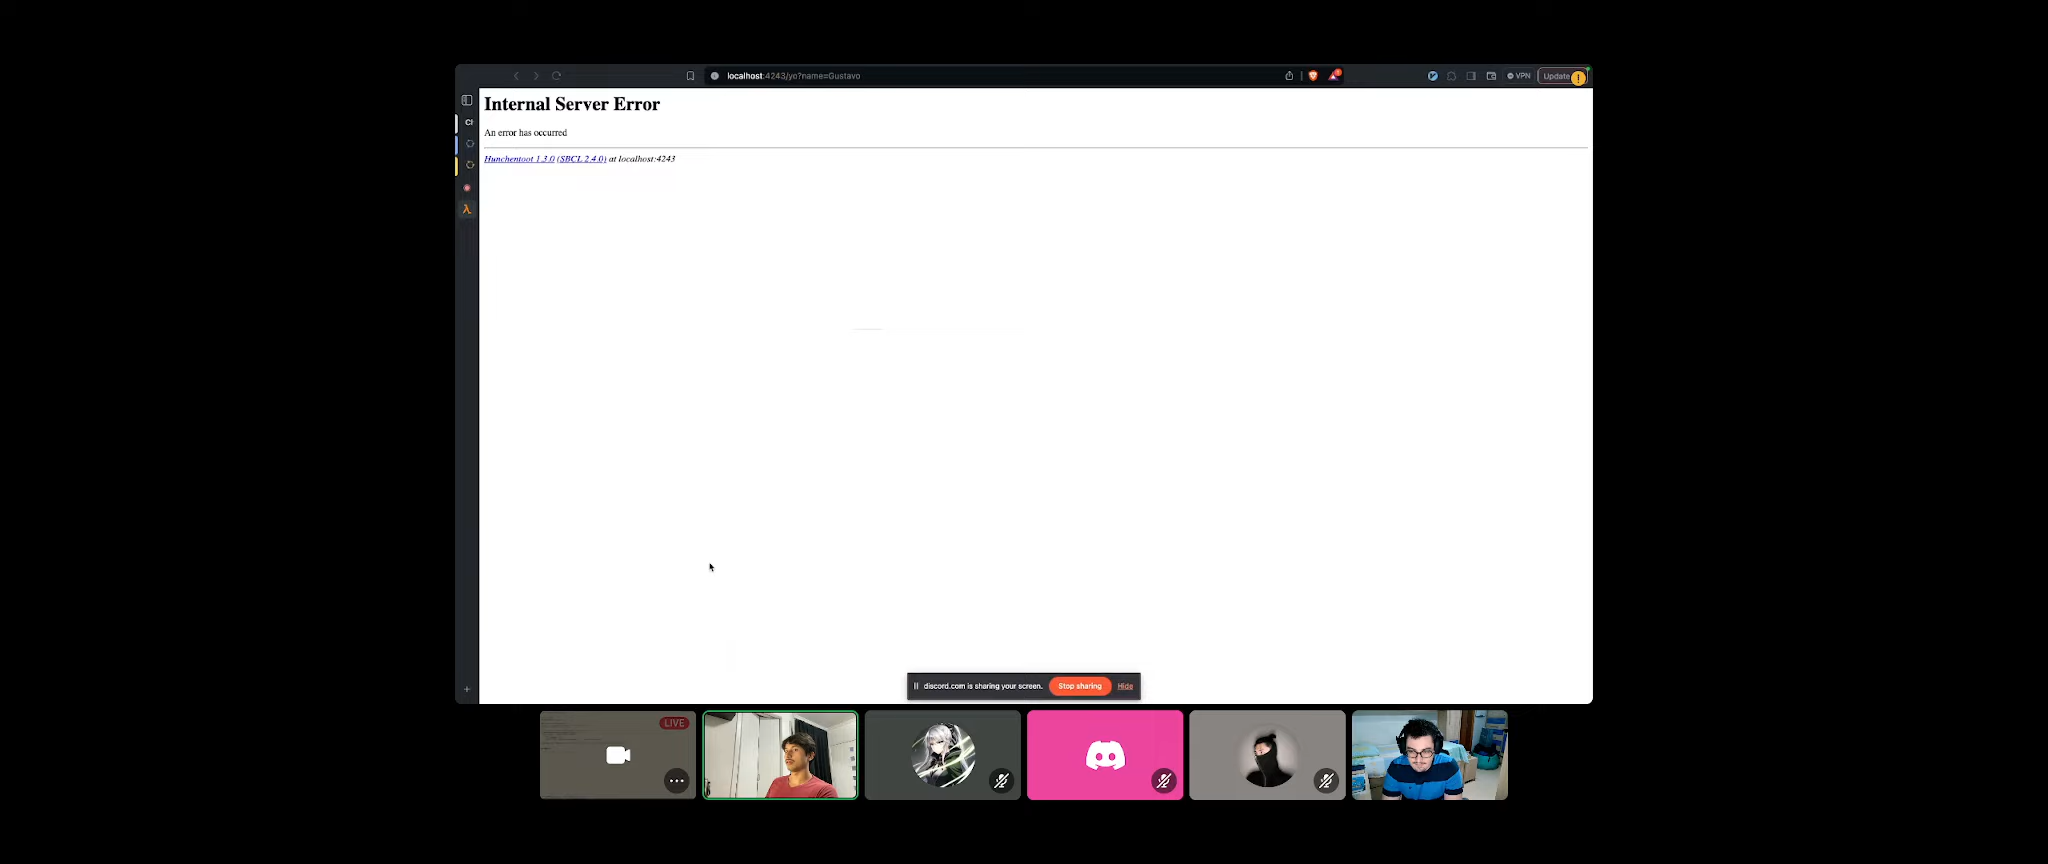 localhost:4243/yo?name=Gustavo
VPN
Update
Internal Server Error
An error has occurred
Hunchentoot 1.3.0 (SBCL 2.4.0) at localhost:4243
CI
λ
discord.com is sharing your screen. Stop sharing Hide
LIVE